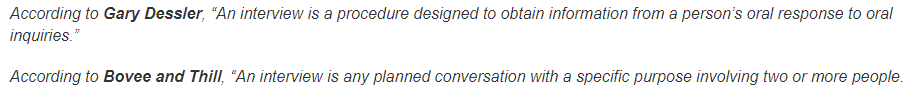 According to Gary Dessler, “An interview is a procedure designed to obtain information from a person’s oral response to oral
inquiries.”
According to Bovee and Thill, “An interview is any planned conversation with a specific purpose involving two or more people.